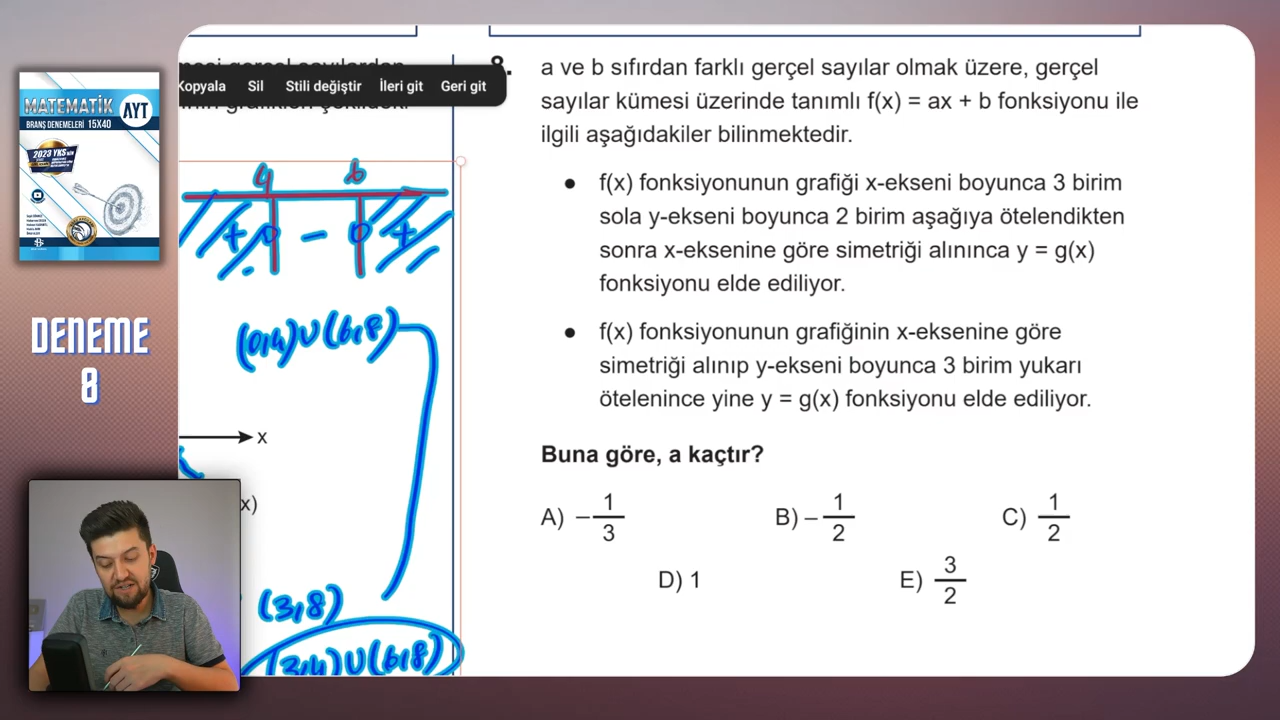 Kopyala Sil Stili değiştir İleri git Geri git
MATEMATİK
AYT
BRANŞ DENEMELERİ 15X40
2023 YKS'NİN
DENEME
8
4 6
+ 0 - 0 +
(0,4)∪(6,8)
x
x)
(3,8)
(3,4)∪(6,8)
8. a ve b sıfırdan farklı gerçel sayılar olmak üzere, gerçel
sayılar kümesi üzerinde tanımlı f(x) = ax + b fonksiyonu ile
ilgili aşağıdakiler bilinmektedir.
● f(x) fonksiyonunun grafiği x-ekseni boyunca 3 birim
sola y-ekseni boyunca 2 birim aşağıya ötelendikten
sonra x-eksenine göre simetriği alınınca y = g(x)
fonksiyonu elde ediliyor.
● f(x) fonksiyonunun grafiğinin x-eksenine göre
simetriği alınıp y-ekseni boyunca 3 birim yukarı
ötelenince yine y = g(x) fonksiyonu elde ediliyor.
Buna göre, a kaçtır?
A) –1/3 B) –1/2 C) 1/2
D) 1 E) 3/2